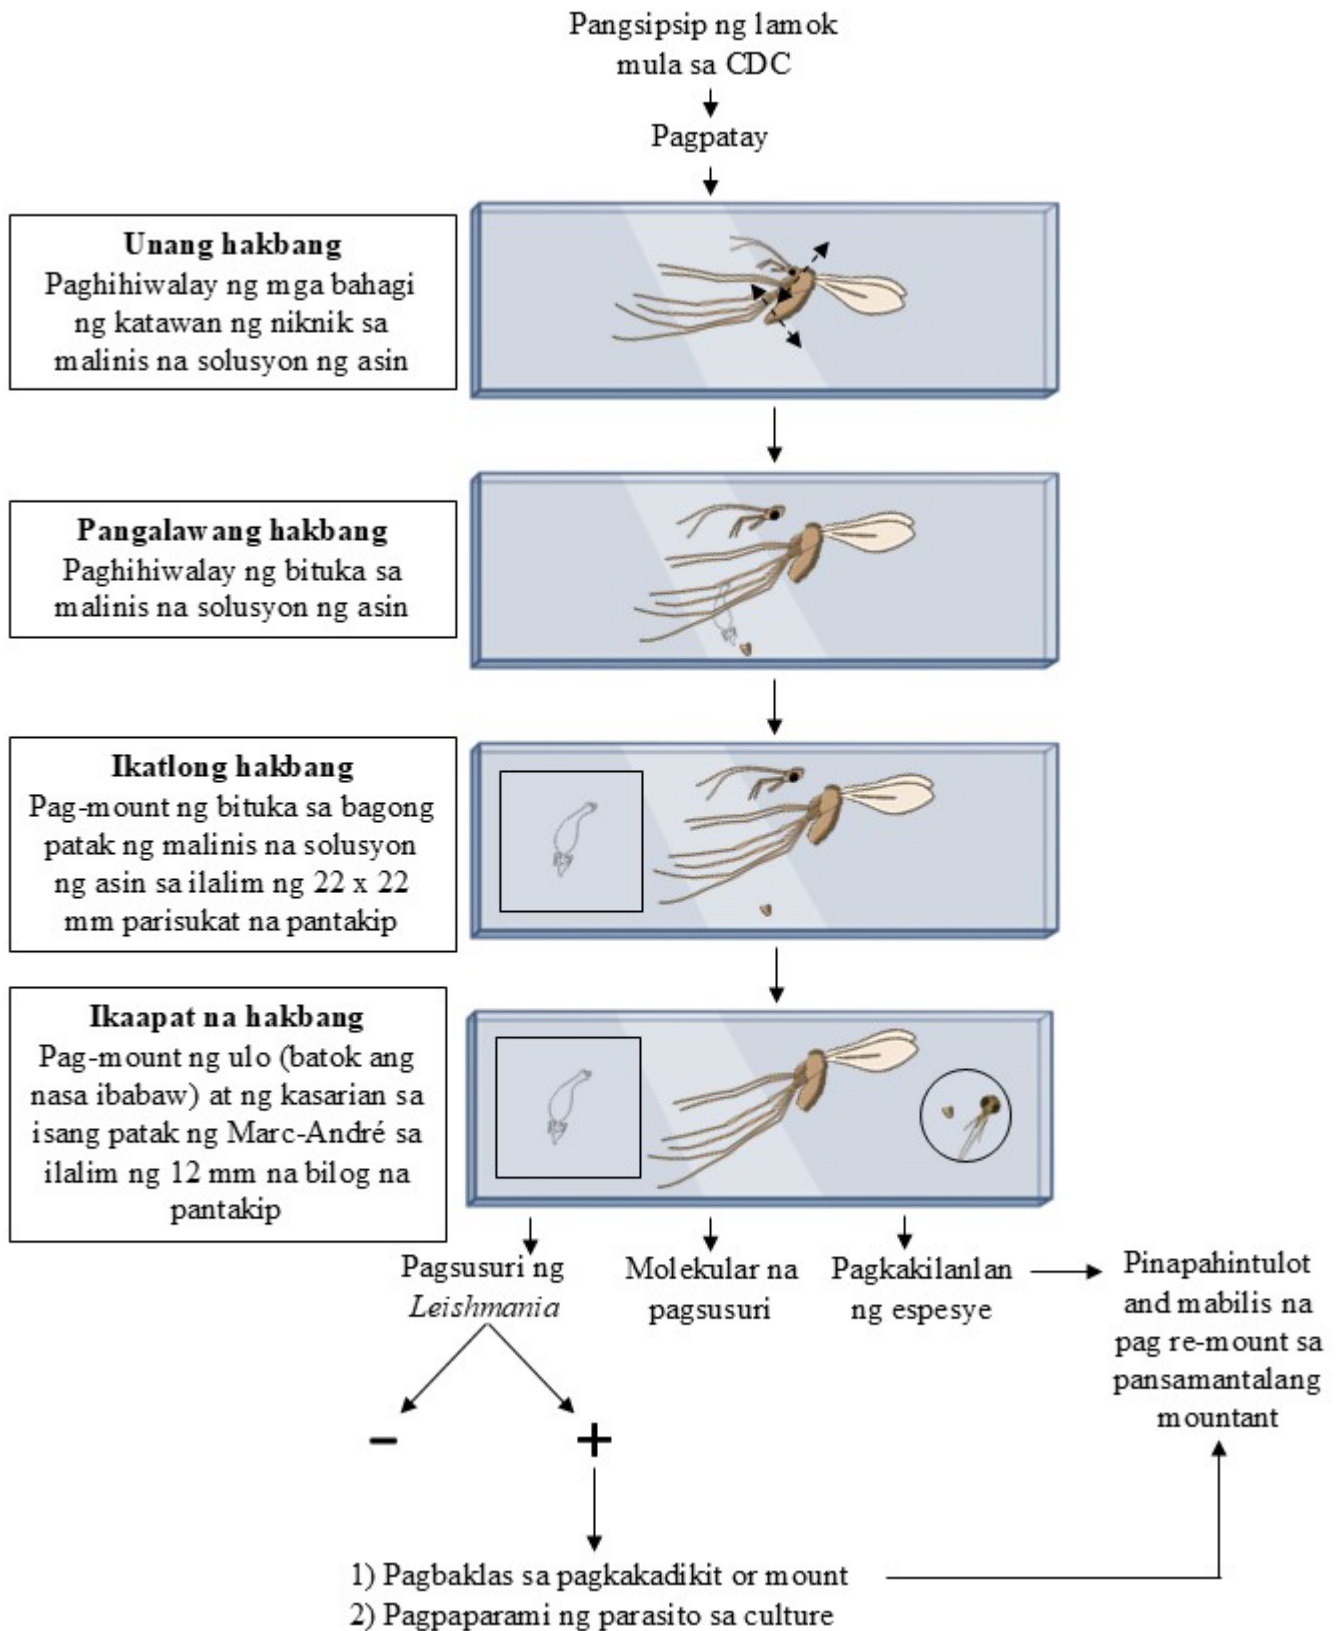 Pangsipsip ng lamok
mula sa CDC
Pagpatay
Unang hakbang
Paghihiwalay ng mga bahagi
ng katawan ng niknik sa
malinis na solusyon ng asin
Pangalawang hakbang
Paghihiwalay ng bituka sa
malinis na solusyon ng asin
Ikatlong hakbang
Pag-mount ng bituka sa bagong
patak ng malinis na solusyon
ng asin sa ilalim ng 22 x 22
mm parisukat na pantakip
Ikaapat na hakbang
Pag-mount ng ulo (batok ang
nasa ibabaw) at ng kasarian sa
isang patak ng Marc-André sa
ilalim ng 12 mm na bilog na
pantakip
Pagsusuri ng
Leishmania
Molekular na
pagsusuri
Pagkakilanlan
ng espesye
Pinapahintulot
and mabilis na
pag re-mount sa
pansamantalang
mountant
−
+
1) Pagbaklas sa pagkakadikit or mount
2) Pagpaparami ng parasito sa culture